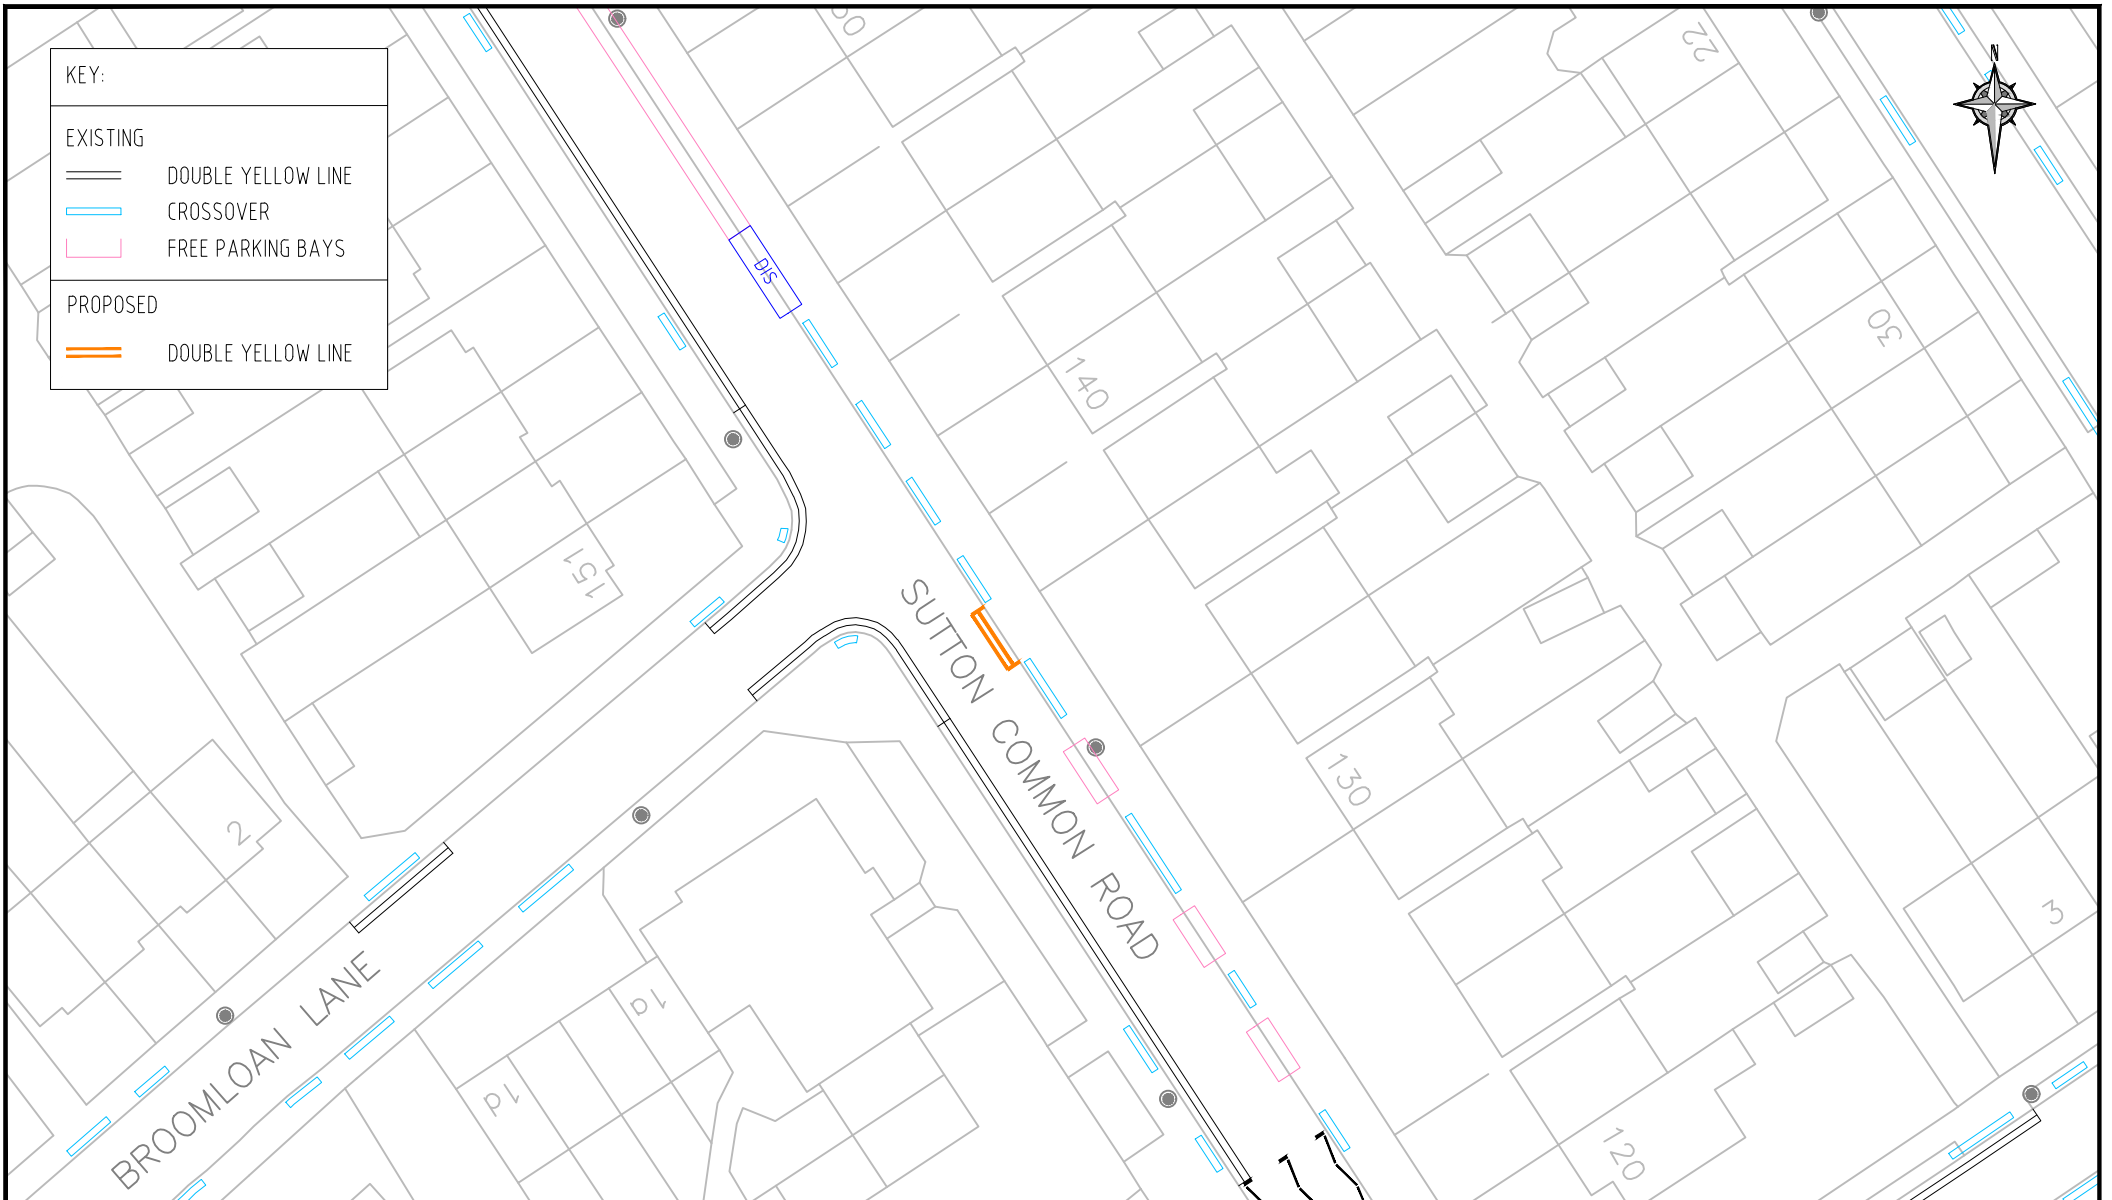 KEY:
EXISTING
DOUBLE YELLOW LINE
CROSSOVER
FREE PARKING BAYS
PROPOSED
DOUBLE YELLOW LINE
N
22
DIS
30
140
151
SUTTON COMMON ROAD
130
2
3
1a
1d
BROOMLOAN LANE
120